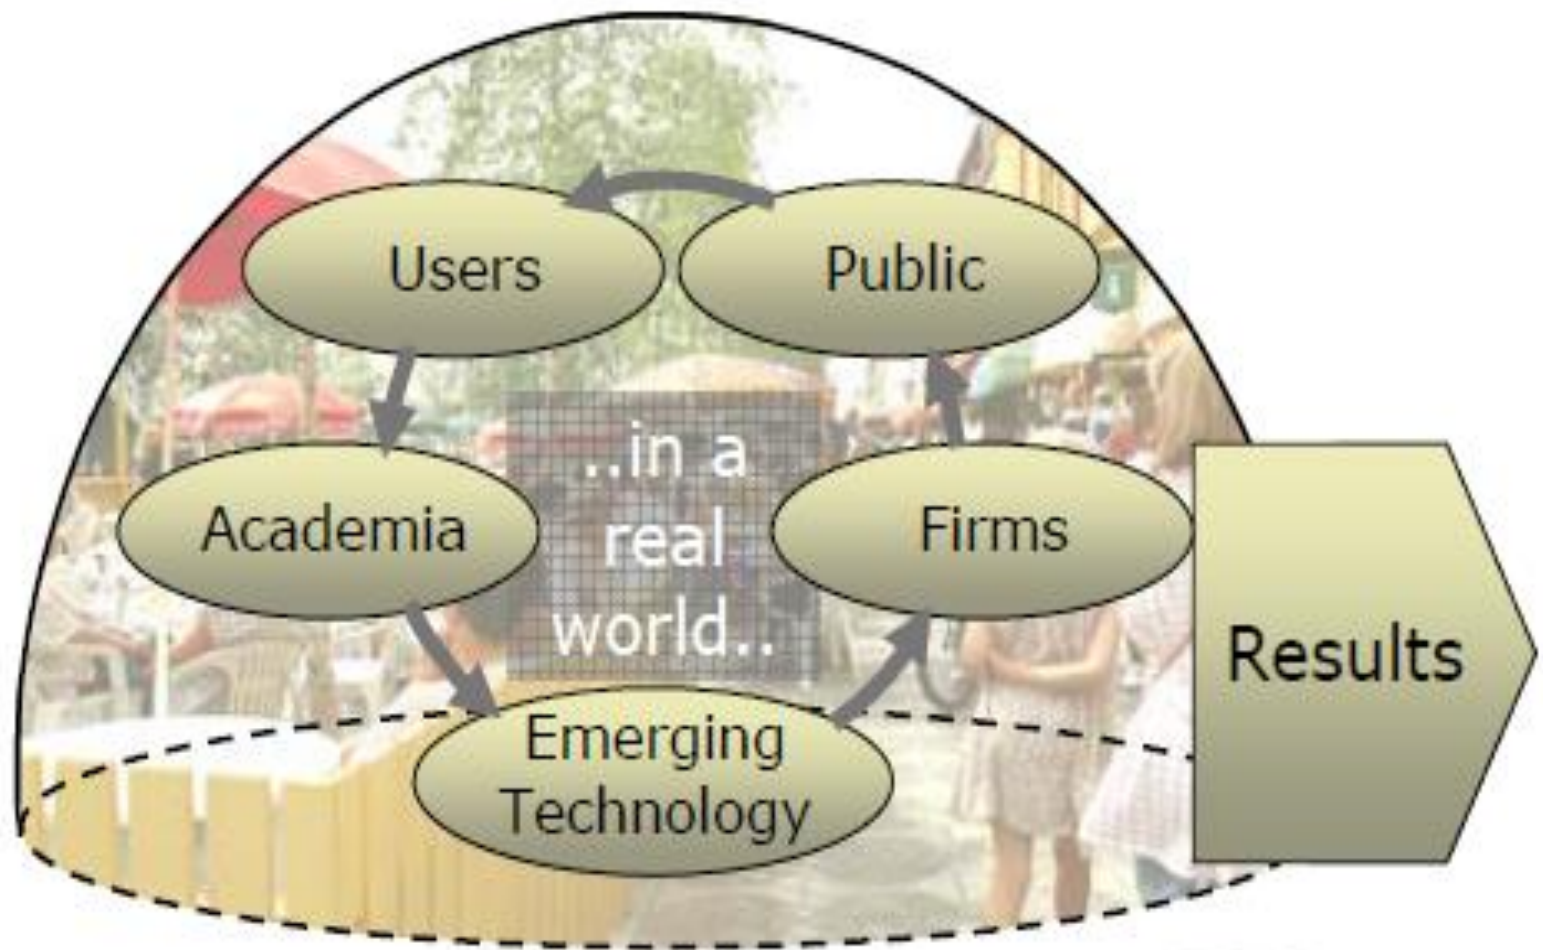 Users
Public
Academia
..in a
real
world..
Firms
Results
Emerging
Technology